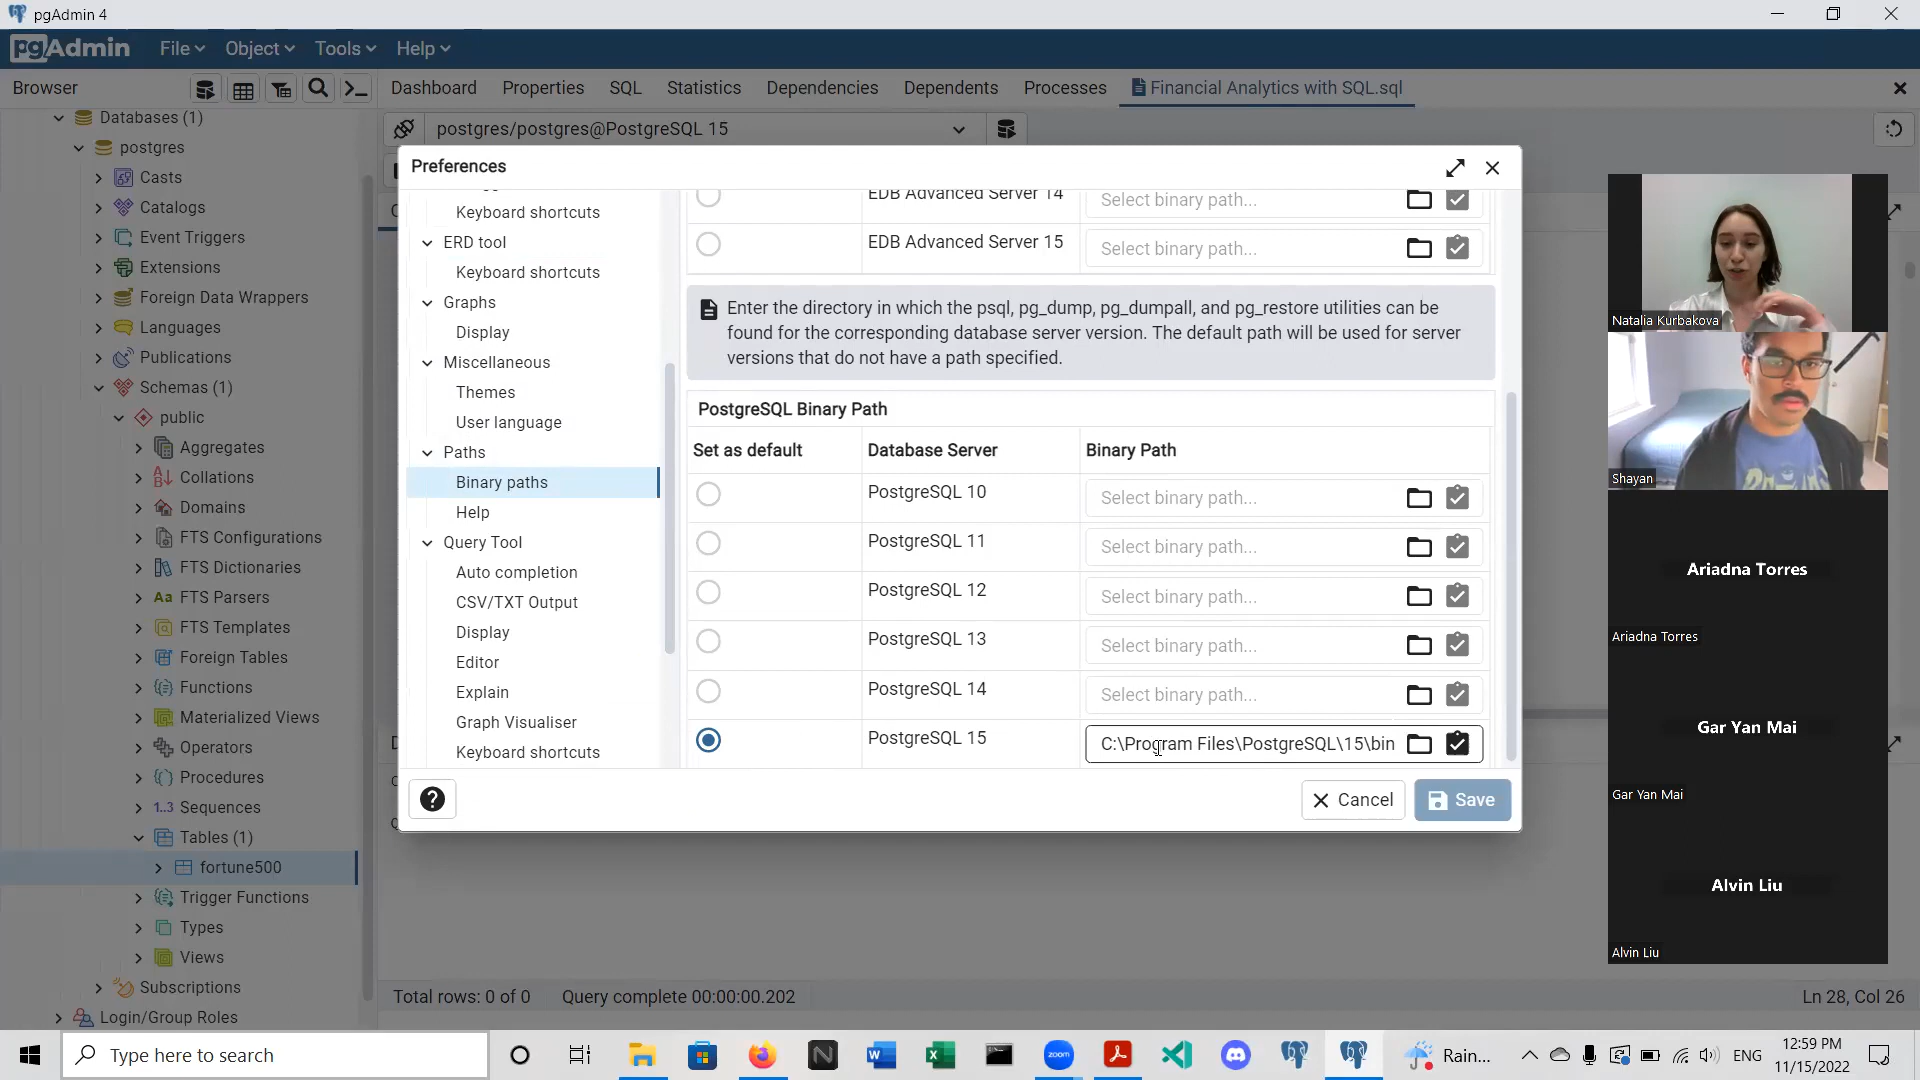 pgAdmin 4
pgAdmin File Object Tools Help
Browser
Dashboard Properties SQL Statistics Dependencies Dependents Processes Financial Analytics with SQL.sql
postgres/postgres@PostgreSQL 15
Databases (1)
postgres
Casts
Catalogs
Event Triggers
Extensions
Foreign Data Wrappers
Languages
Publications
Schemas (1)
public
Aggregates
Collations
Domains
FTS Configurations
FTS Dictionaries
Aa FTS Parsers
FTS Templates
Foreign Tables
Functions
Materialized Views
Operators
Procedures
1..3 Sequences
Tables (1)
fortune500
Trigger Functions
Types
Views
Subscriptions
Login/Group Roles
Preferences
Keyboard shortcuts
ERD tool
Keyboard shortcuts
Graphs
Display
Miscellaneous
Themes
User language
Paths
Binary paths
Help
Query Tool
Auto completion
CSV/TXT Output
Display
Editor
Explain
Graph Visualiser
Keyboard shortcuts
EDB Advanced Server 14 Select binary path...
EDB Advanced Server 15 Select binary path...
Enter the directory in which the psql, pg_dump, pg_dumpall, and pg_restore utilities can be
found for the corresponding database server version. The default path will be used for server
versions that do not have a path specified.
PostgreSQL Binary Path
Set as default Database Server Binary Path
PostgreSQL 10 Select binary path...
PostgreSQL 11 Select binary path...
PostgreSQL 12 Select binary path...
PostgreSQL 13 Select binary path...
PostgreSQL 14 Select binary path...
PostgreSQL 15 C:\Program Files\PostgreSQL\15\bin
Cancel Save
Total rows: 0 of 0 Query complete 00:00:00.202 Ln 28, Col 26
Natalia Kurbakova
Shayan
Ariadna Torres
Ariadna Torres
Gar Yan Mai
Gar Yan Mai
Alvin Liu
Alvin Liu
Type here to search
zoom
Rain...
ENG
12:59 PM
11/15/2022